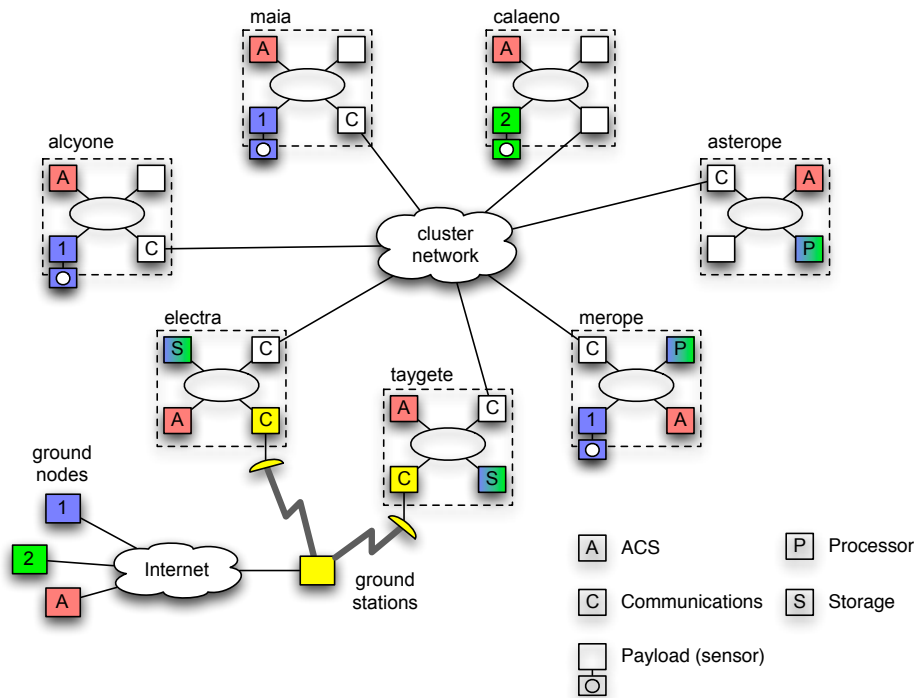 maia
calaeno
A
A
1
C
2
alcyone
asterope
A
C
A
1
C
cluster
network
P
electra
merope
S
C
taygete
C
P
A
C
A
C
1
A
ground
nodes
C
S
1
2
Internet
A
ground
stations
A ACS
P Processor
C Communications
S Storage
Payload (sensor)